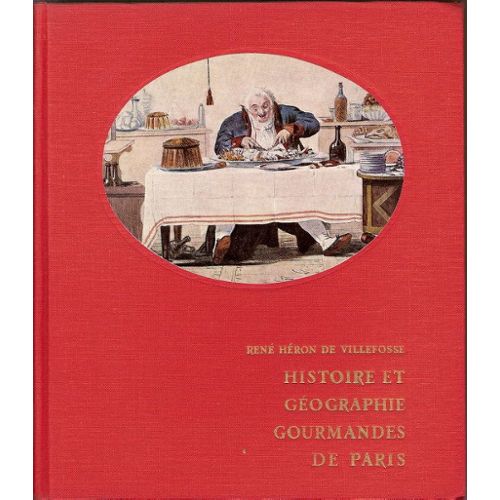 RENÉ HÉRON DE VILLEFOSSE
HISTOIRE ET
GÉOGRAPHIE
GOURMANDES
DE PARIS